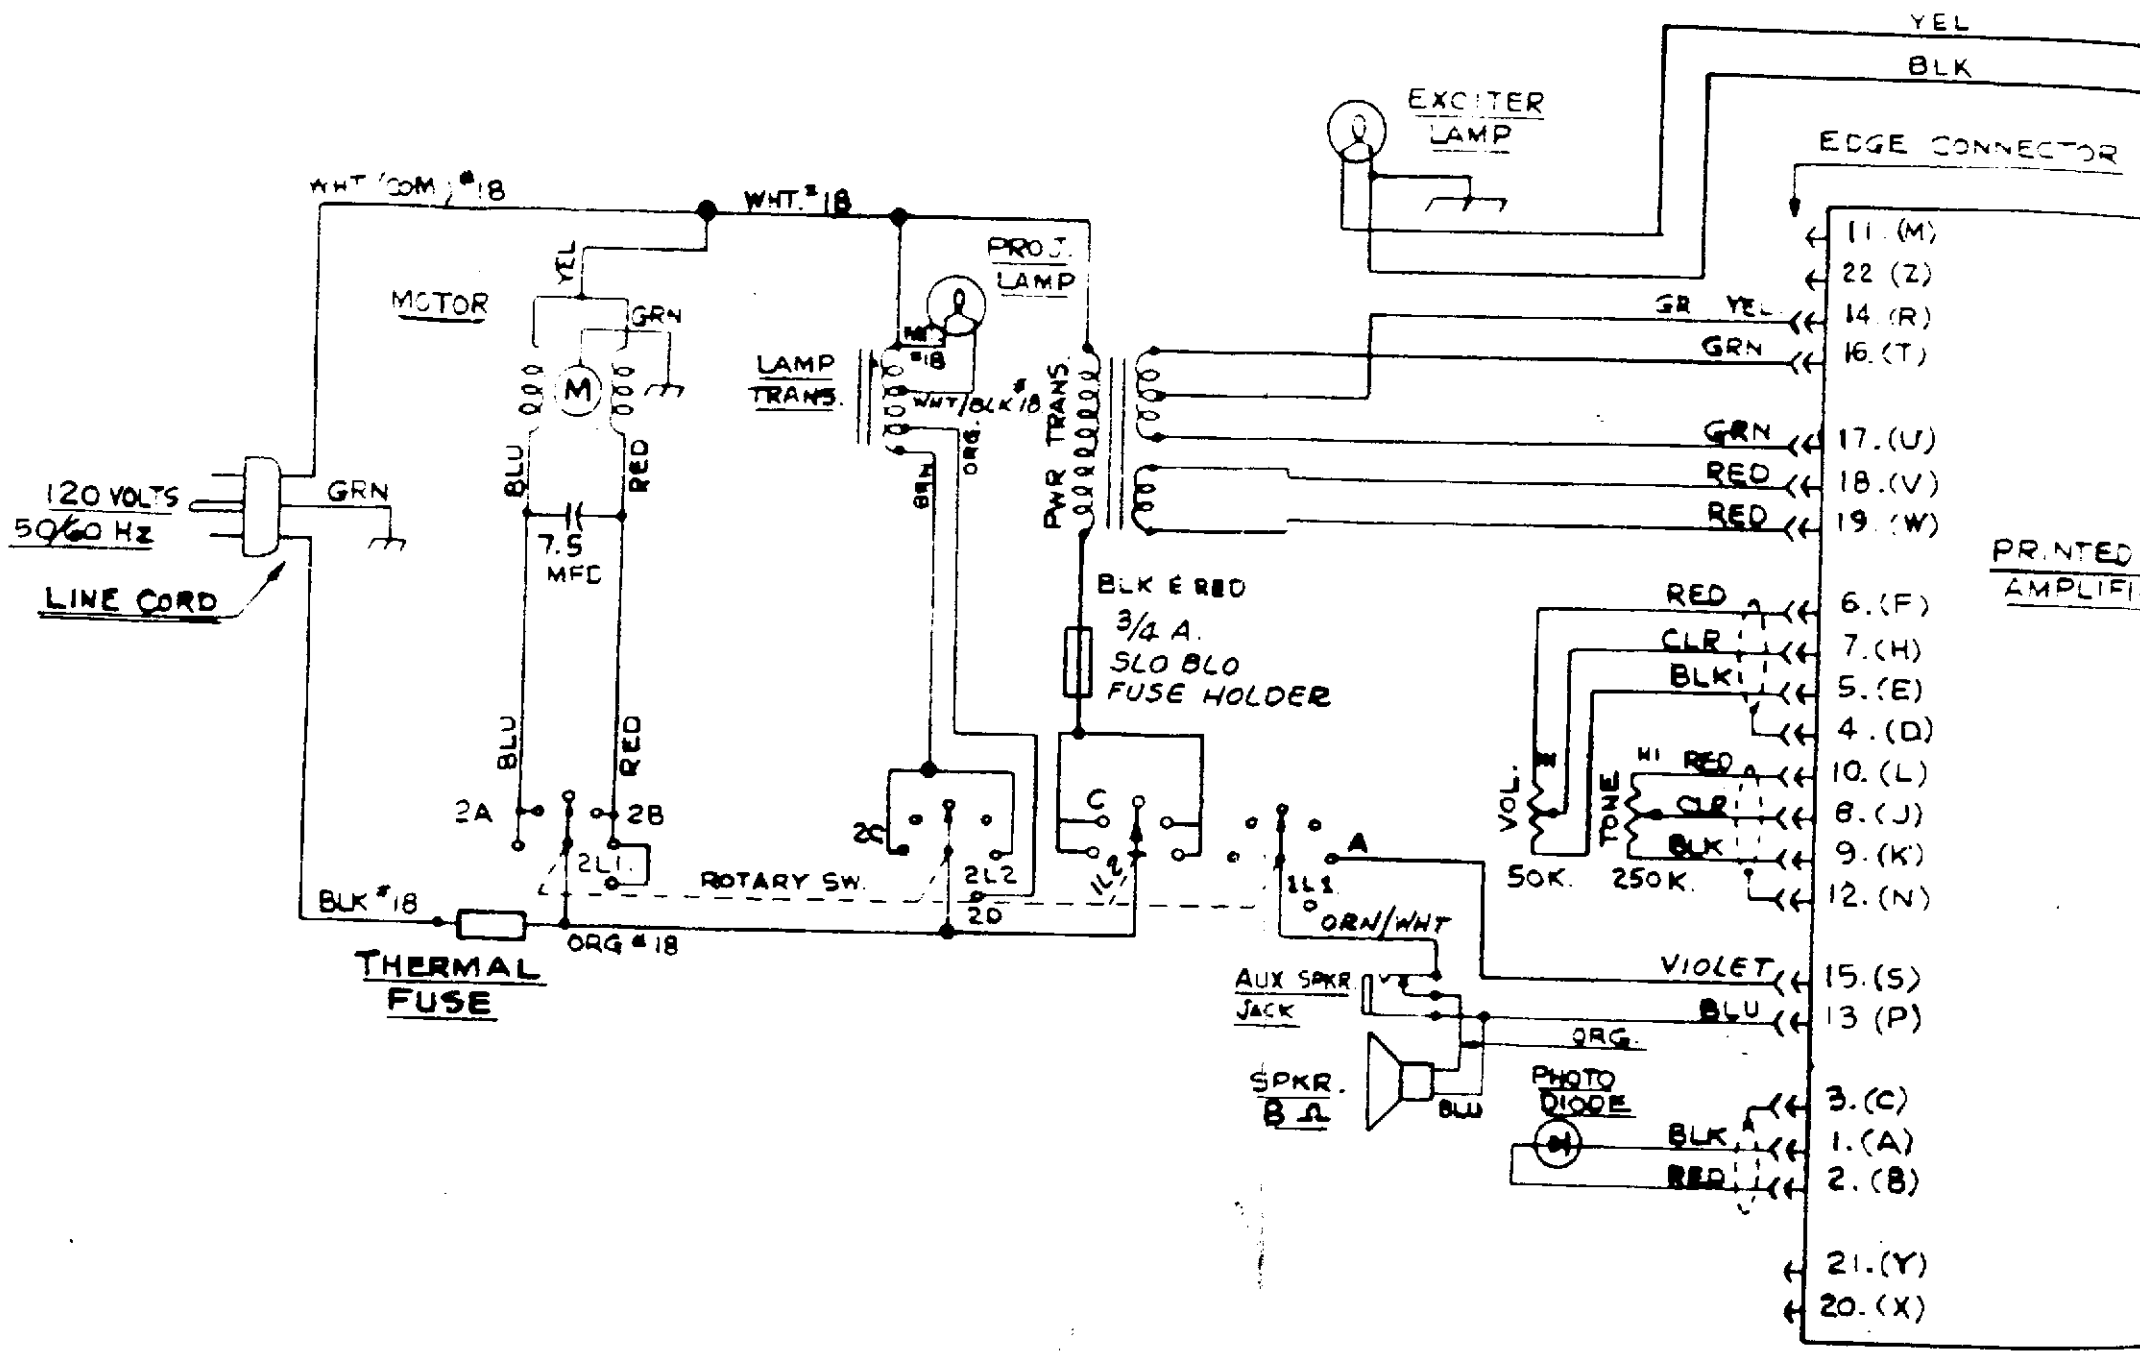 YEL
BLK
EXCITER
LAMP
EDGE CONNECTOR
WHT (COM) #18
WHT. #18
PROJ.
LAMP
YEL
MOTOR
GRN
#18
M
LAMP
TRANS.
WHT/BLK #18
ORG.
BRN
PWR TRANS.
BLU
RED
120 VOLTS
50/60 Hz
GRN
LINE CORD
7.5
MFD
11. (M)
22 (Z)
YEL. 14. (R)
GRN 16. (T)
GRN 17. (U)
RED 18. (V)
RED 19. (W)
PRINTED
AMPLIFI
BLK & RED
3/4 A.
SLO BLO
FUSE HOLDER
RED 6. (F)
CLR 7. (H)
BLK 5. (E)
4. (D)
HI RED 10. (L)
CLR 8. (J)
BLK 9. (K)
12. (N)
VOL.
TONE
50K.
250K.
BLU
RED
2A
2B
2L1.
2C
2L2
2D
C
1L2
A
1L1
ROTARY SW.
BLK #18
ORG #18
THERMAL
FUSE
ORN/WHT
VIOLET 15. (S)
BLU 13 (P)
AUX SPKR.
JACK
ORG.
SPKR.
8 Ω
BLU
PHOTO
DIODE
3. (C)
BLK 1. (A)
RED 2. (B)
21. (Y)
20. (X)